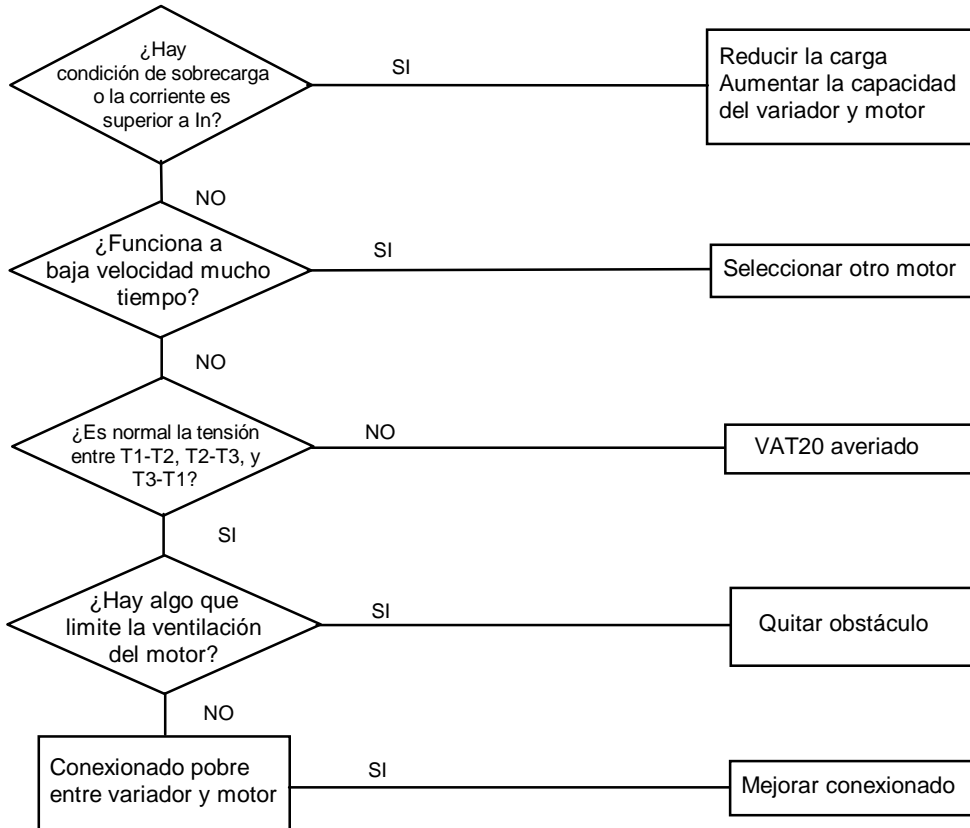 ¿Hay
condición de sobrecarga
o la corriente es
superior a In?
SI
Reducir la carga
Aumentar la capacidad
del variador y motor
NO
¿Funciona a
baja velocidad mucho
tiempo?
SI
Seleccionar otro motor
NO
¿Es normal la tensión
entre T1-T2, T2-T3, y
T3-T1?
NO
VAT20 averiado
SI
¿Hay algo que
limite la ventilación
del motor?
SI
Quitar obstáculo
NO
Conexionado pobre
entre variador y motor
SI
Mejorar conexionado